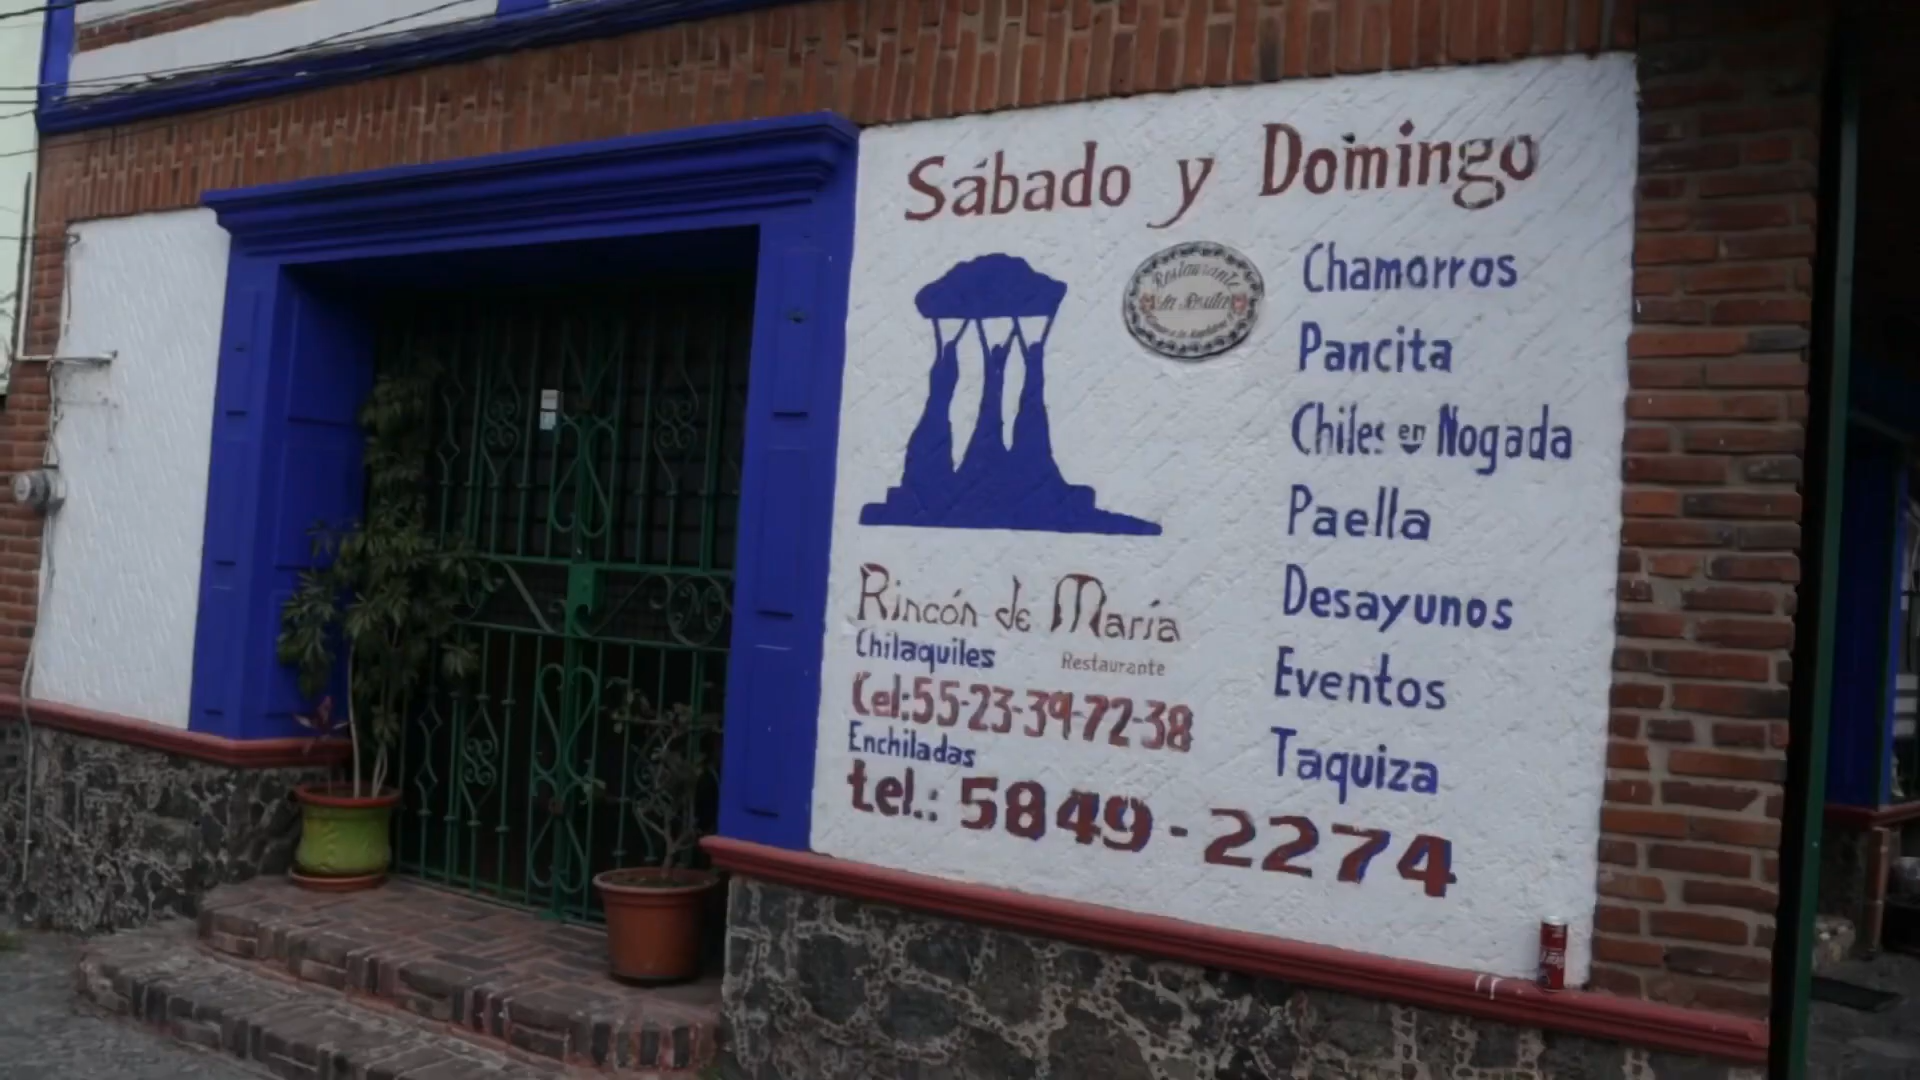 Sábado y Domingo
Restaurante
Chamorros
Pancita
Chiles en Nogada
Paella
Desayunos
Eventos
Taquiza
Rincón de María
Restaurante
Chilaquiles
Cel:55-23-39-72-38
Enchiladas
tel.: 5849-2274